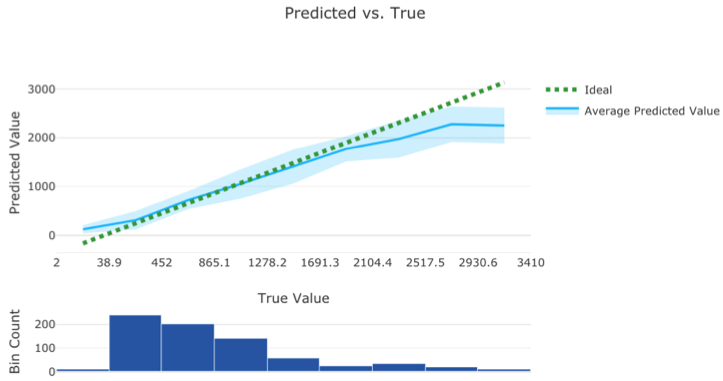 Predicted vs. True
3000
2000
1000
0
Predicted Value
Ideal
Average Predicted Value
2 38.9 452 865.1 1278.2 1691.3 2104.4 2517.5 2930.6 3410
True Value
200
100
0
Bin Count